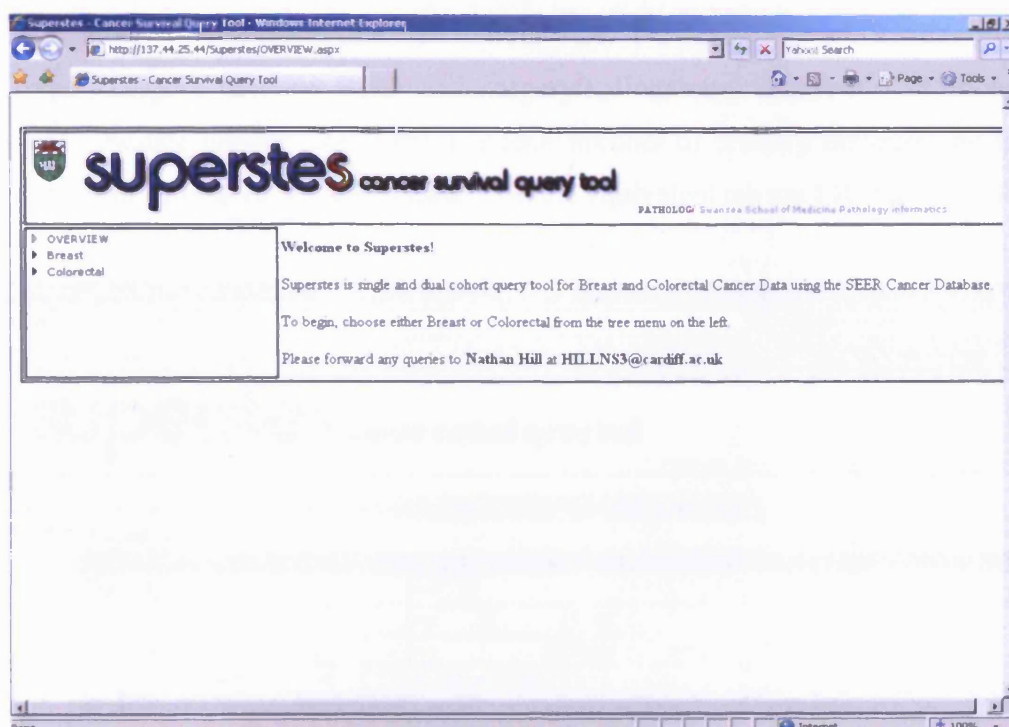 Superstes - Cancer Survival Query Tool - Windows Internet Explorer
http://137.44.25.44/Superstes/OVERVIEW.aspx
Yahoo! Search
Superstes - Cancer Survival Query Tool
Page
Tools
superstes cancer survival query tool
PATHOLOG Swansea School of Medicine Pathology informatics
OVERVIEW
Breast
Colorectal
Welcome to Superstes!
Superstes is single and dual cohort query tool for Breast and Colorectal Cancer Data using the SEER Cancer Database.
To begin, choose either Breast or Colorectal from the tree menu on the left.
Please forward any queries to Nathan Hill at HILLNS3@cardiff.ac.uk
Internet
100%